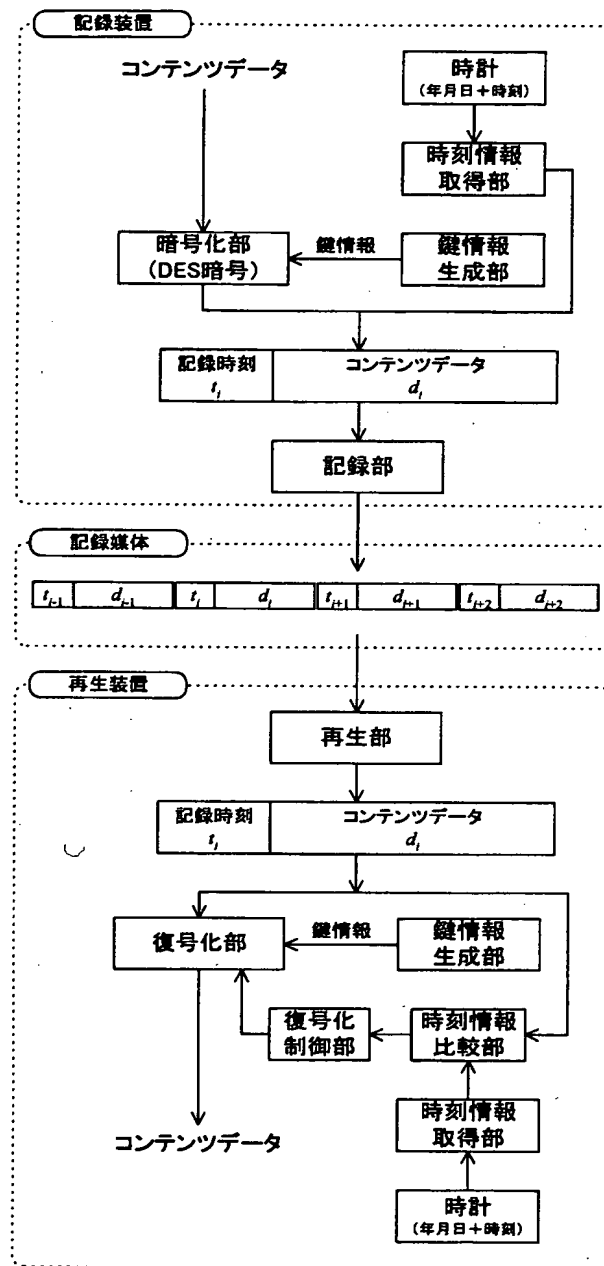 記録装置
コンテンツデータ
時計
(年月日+時刻)
時刻情報
取得部
暗号化部
(DES暗号)
鍵情報
鍵情報
生成部
記録時刻
t_i
コンテンツデータ
d_i
記録部
記録媒体
t_{i-1} d_{i-1} t_i d_i t_{i+1} d_{i+1} t_{i+2} d_{i+2}
再生装置
再生部
記録時刻
t_i
コンテンツデータ
d_i
復号化部
鍵情報
鍵情報
生成部
復号化
制御部
時刻情報
比較部
コンテンツデータ
時刻情報
取得部
時計
(年月日+時刻)